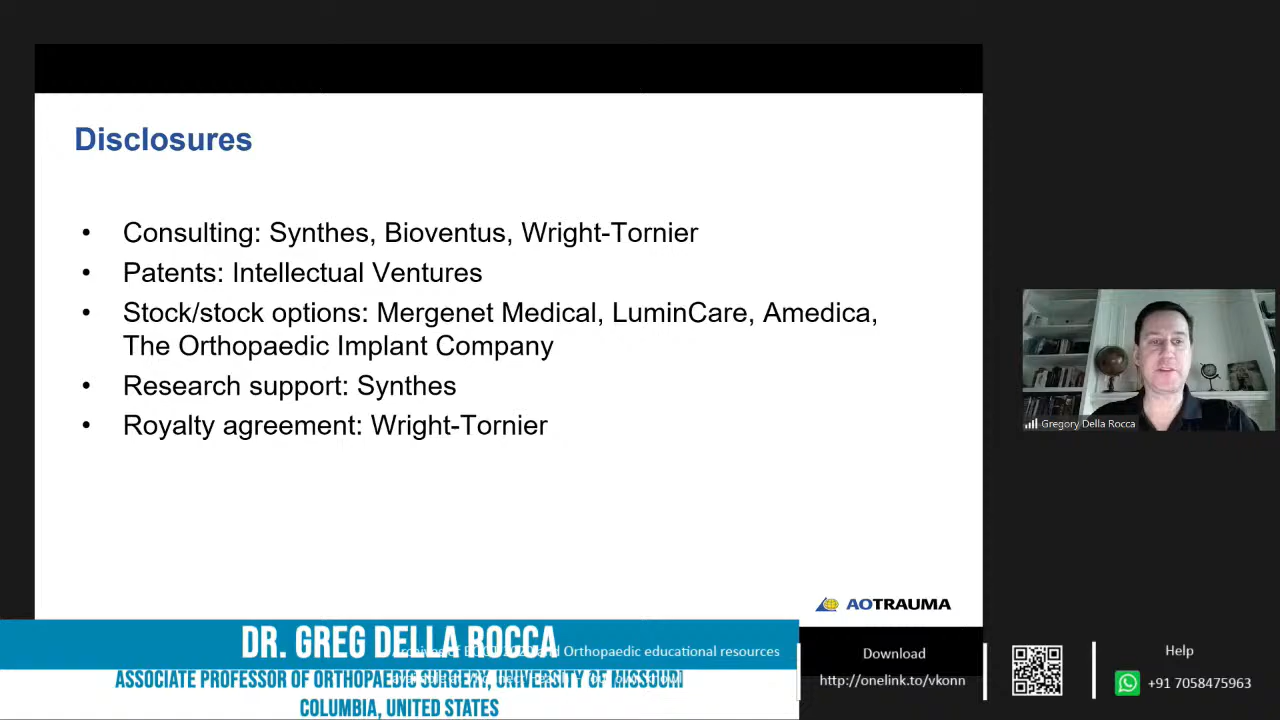 Disclosures
• Consulting: Synthes, Bioventus, Wright-Tornier
• Patents: Intellectual Ventures
• Stock/stock options: Mergenet Medical, LuminCare, Amedica,
The Orthopaedic Implant Company
• Research support: Synthes
• Royalty agreement: Wright-Tornier
Gregory Della Rocca
AOTRAUMA
DR. GREG DELLA ROCCA
and Orthopaedic educational resources
ASSOCIATE PROFESSOR OF ORTHOPAEDIC SURGERY, UNIVERSITY OF MISSOURI
COLUMBIA, UNITED STATES
Download
http://onelink.to/vkonn
Help
+91 7058475963